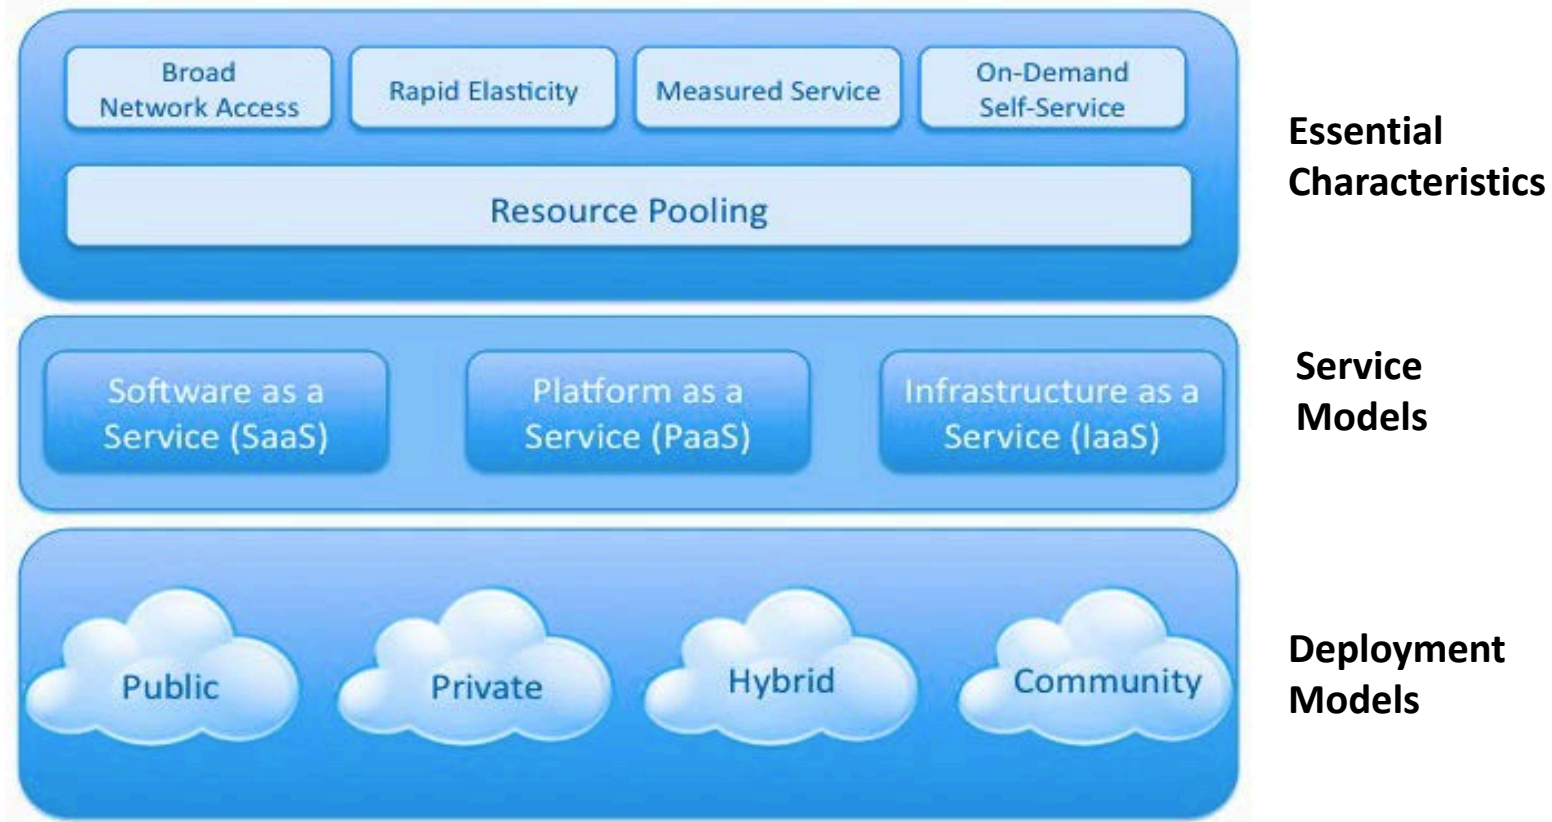 Broad
Network Access
Rapid Elasticity
Measured Service
On-Demand
Self-Service
Resource Pooling
Essential
Characteristics
Software as a
Service (SaaS)
Platform as a
Service (PaaS)
Infrastructure as a
Service (IaaS)
Service
Models
Public
Private
Hybrid
Community
Deployment
Models